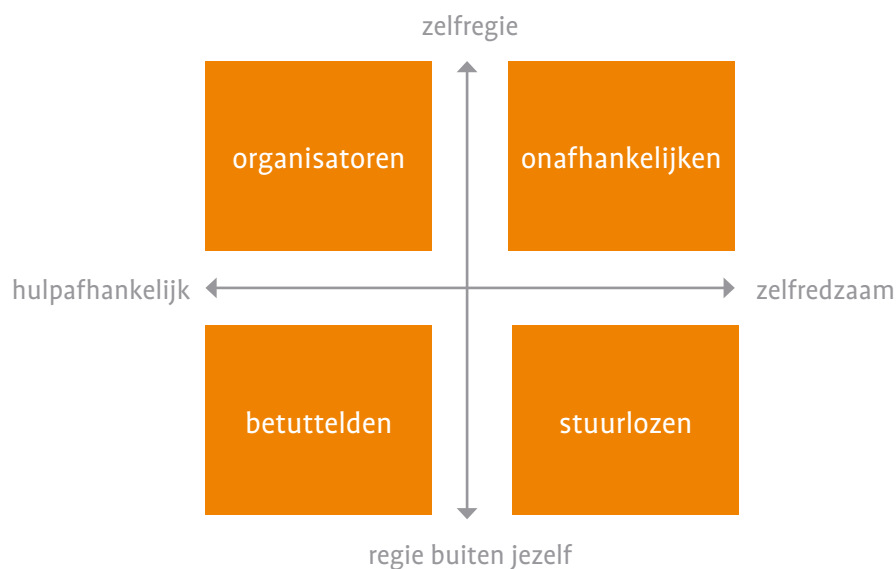 zelfregie
organisatoren
onafhankelijken
hulpafhankelijk
zelfredzaam
betuttelden
stuurlozen
regie buiten jezelf